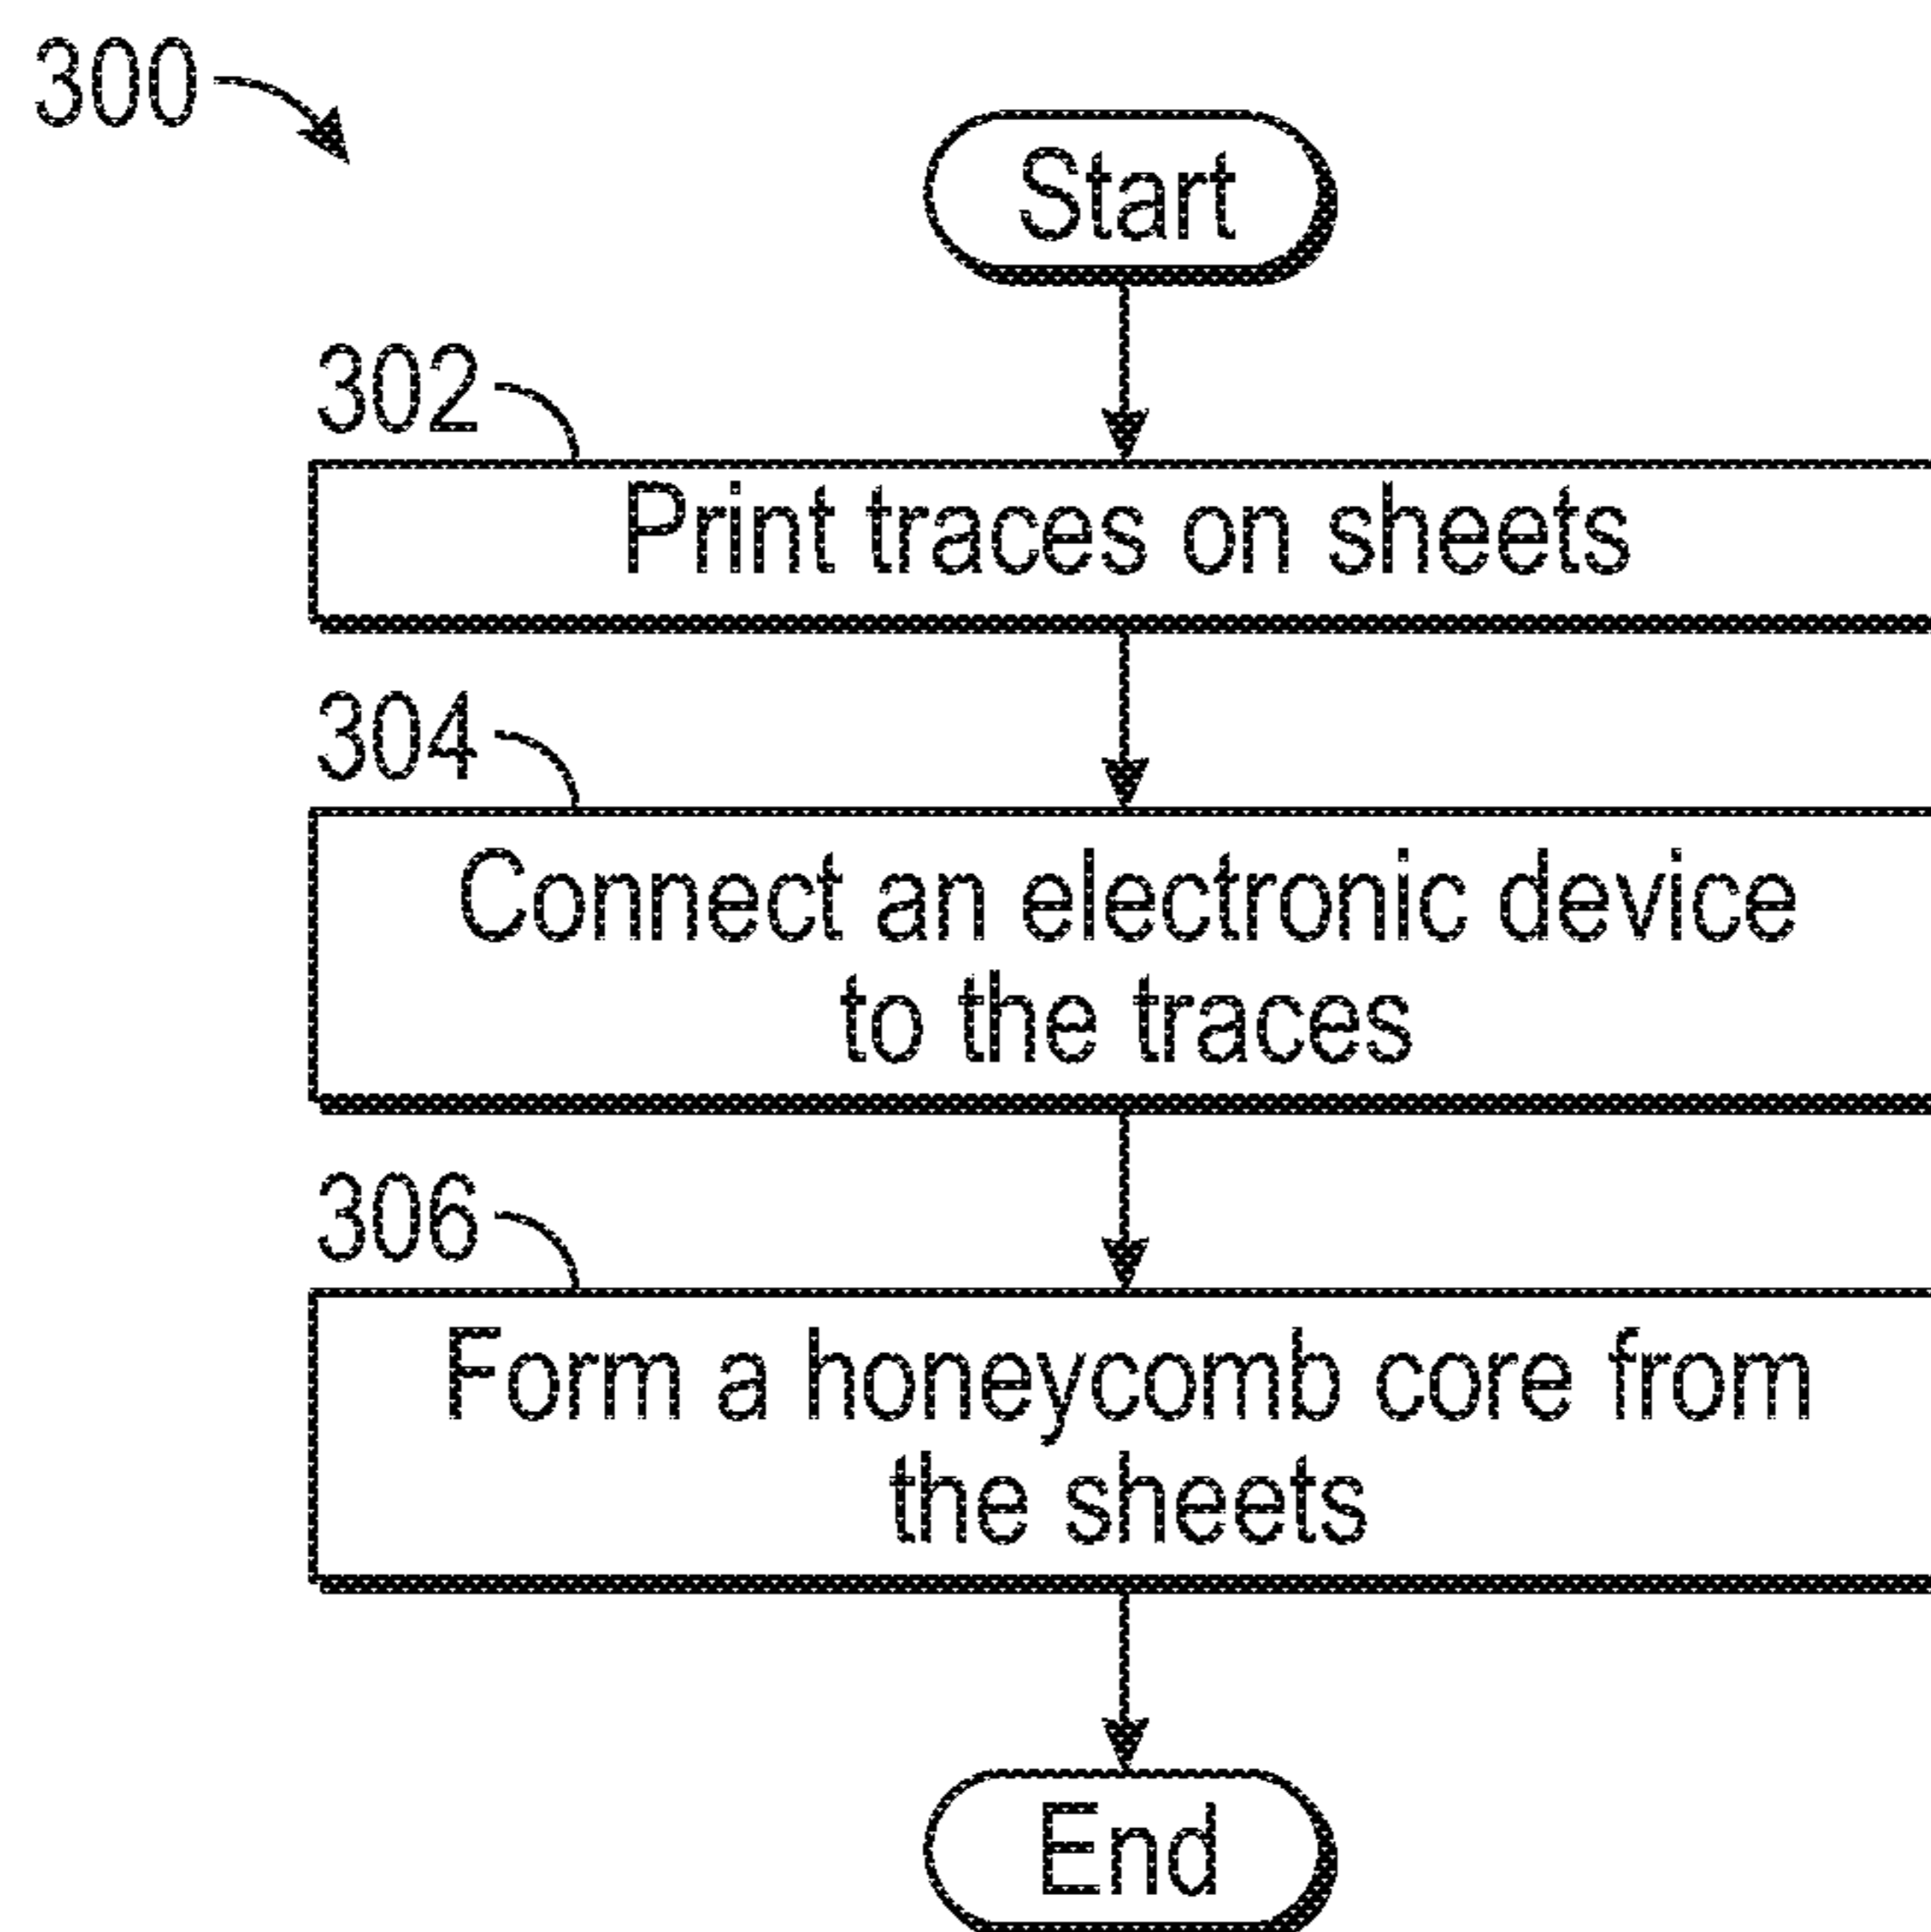 300
Start
302
Print traces on sheets
304
Connect an electronic device
to the traces
306
Form a honeycomb core from
the sheets
End